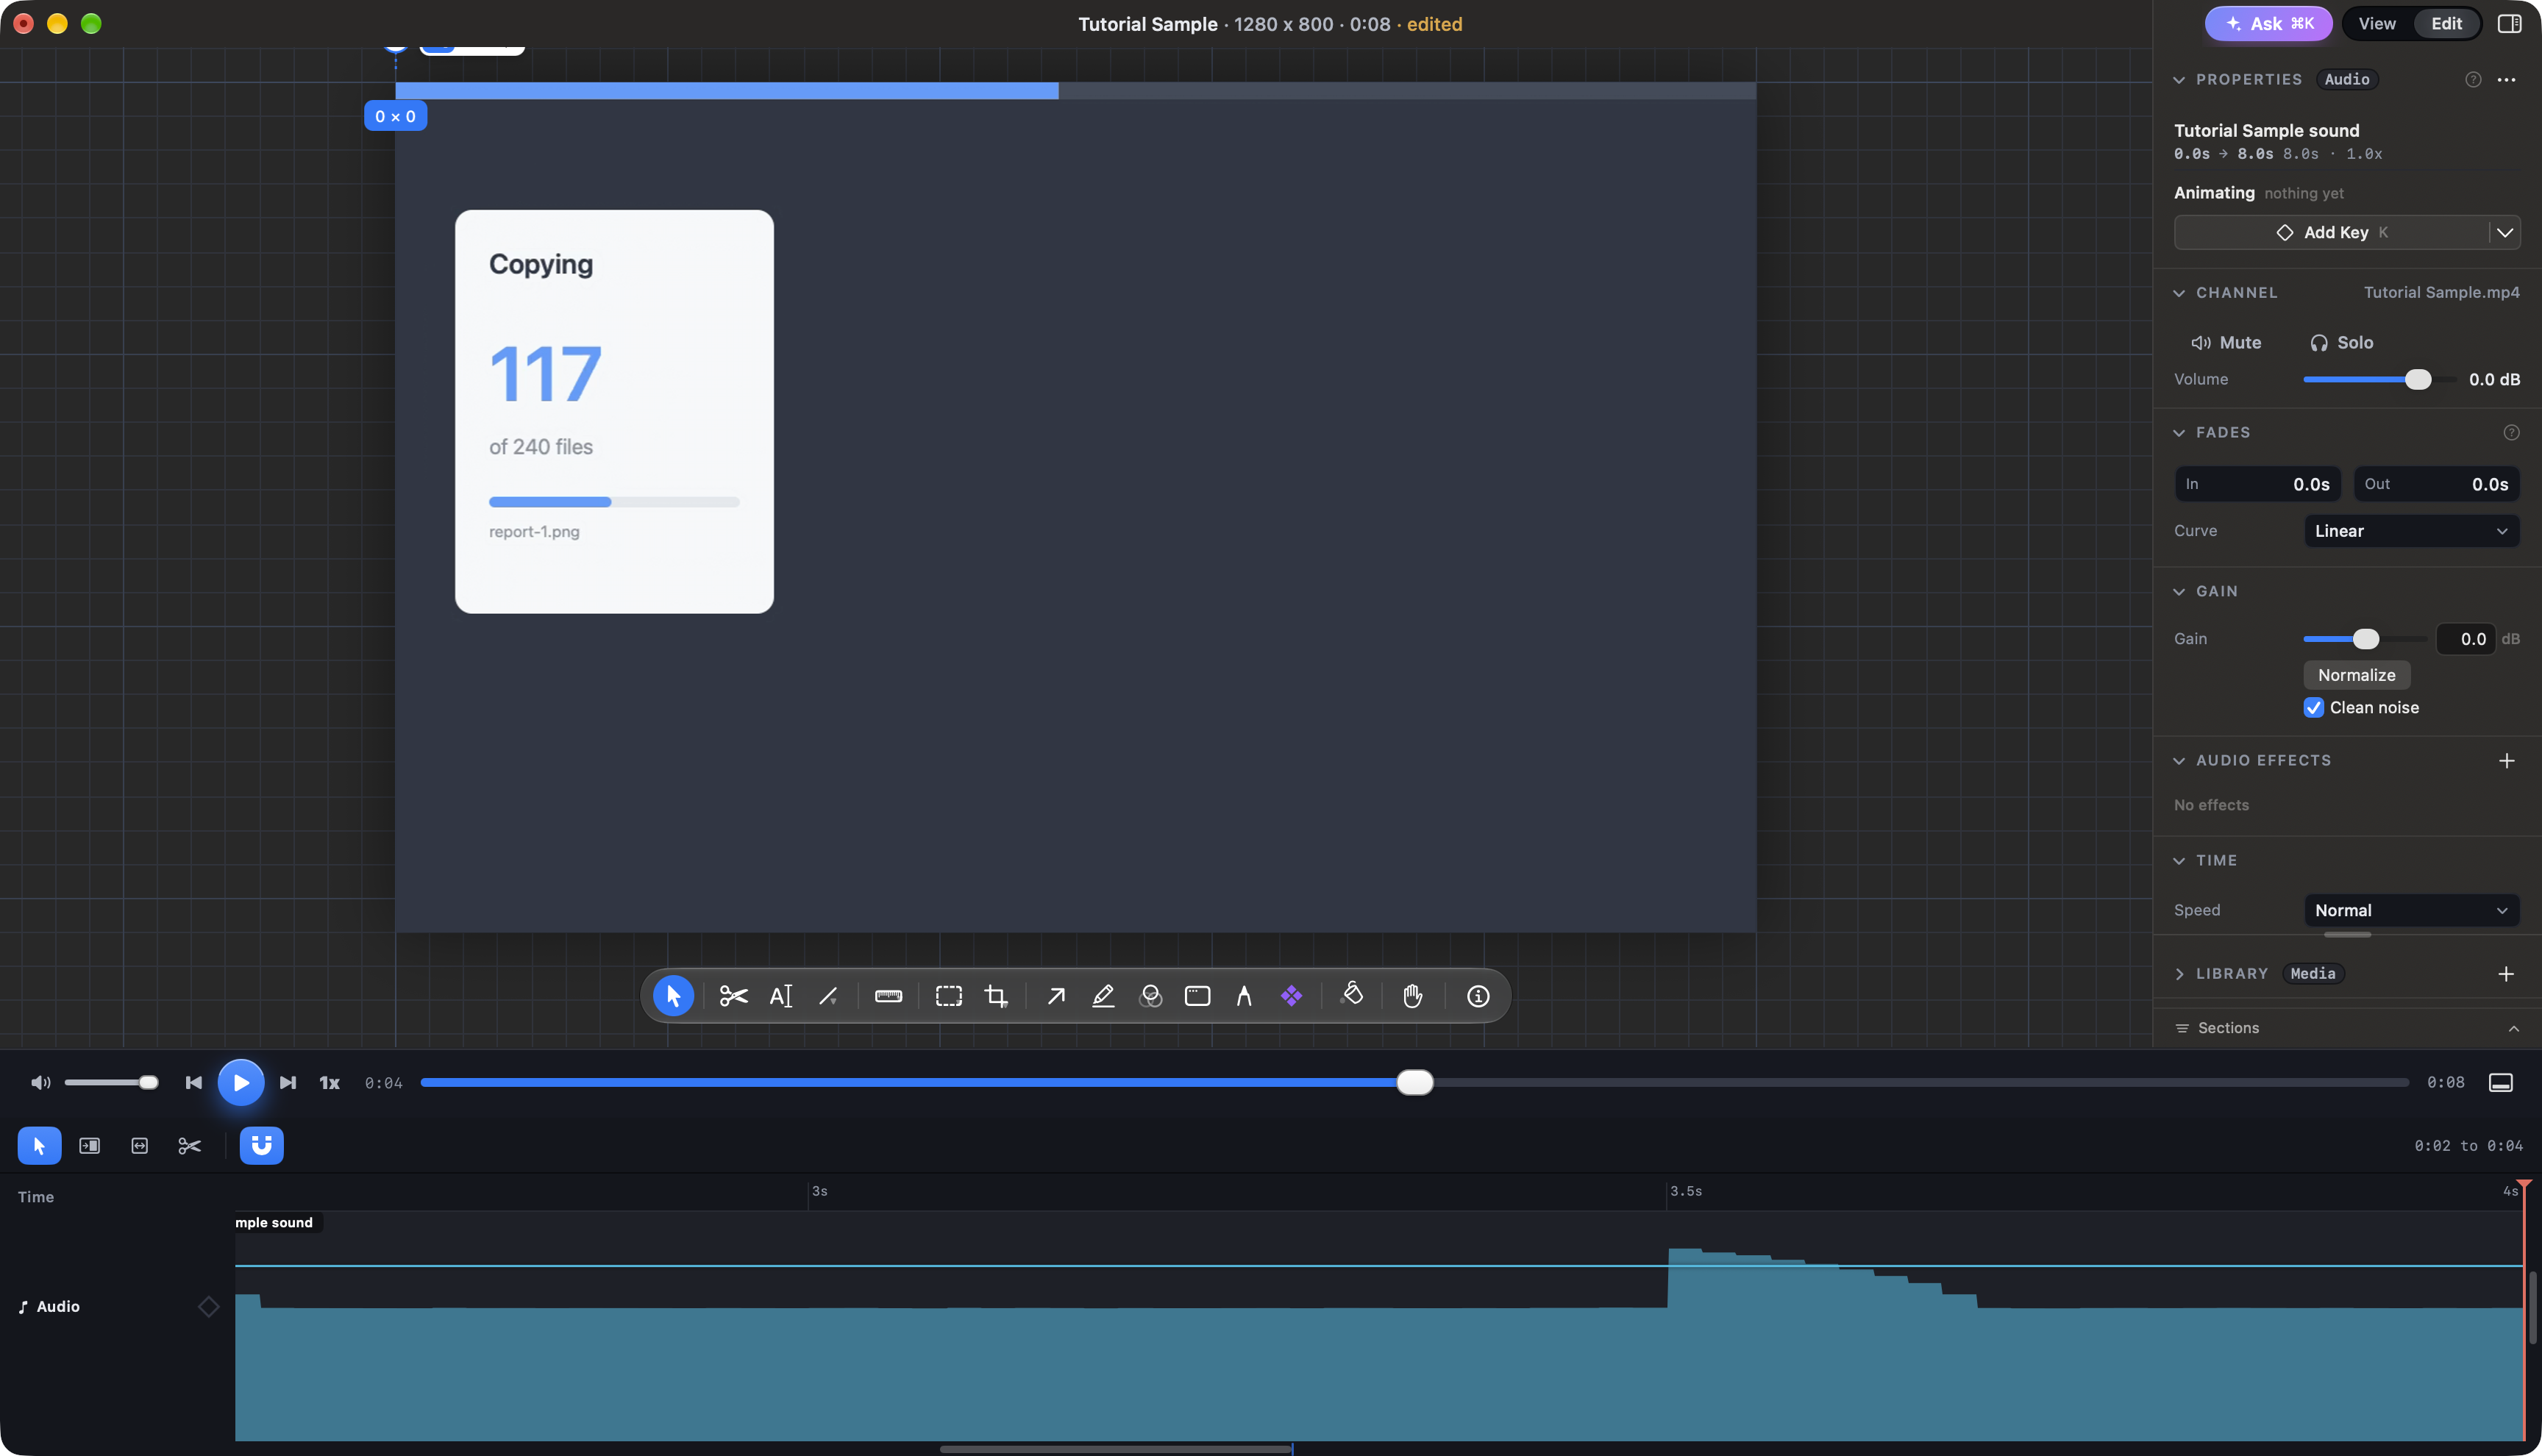 Tutorial Sample · 1280 x 800 · 0:08 · edited
Ask ⌘K
View
Edit
PROPERTIES Audio
Tutorial Sample sound
0.0s → 8.0s 8.0s · 1.0x
Animating nothing yet
Add Key K
CHANNEL Tutorial Sample.mp4
Mute Solo
Volume 0.0 dB
FADES
In 0.0s Out 0.0s
Curve Linear
GAIN
Gain 0.0 dB
Normalize
Clean noise
AUDIO EFFECTS
No effects
TIME
Speed Normal
LIBRARY Media
Sections
0 × 0
Copying
117
of 240 files
report-1.png
1x 0:04 0:08
0:02 to 0:04
Time 3s 3.5s 4s
mple sound
Audio